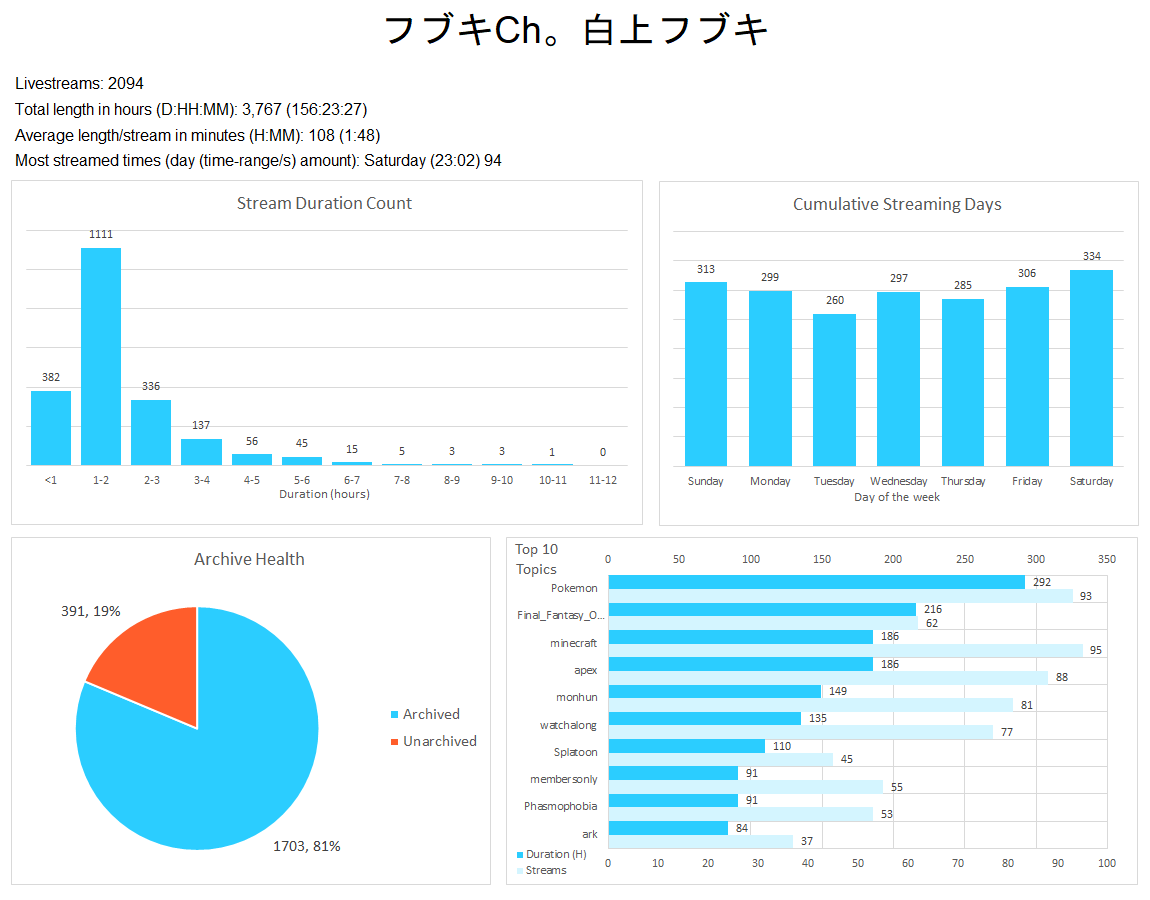 フブキCh。白上フブキ
Livestreams: 2094
Total length in hours (D:HH:MM): 3,767 (156:23:27)
Average length/stream in minutes (H:MM): 108 (1:48)
Most streamed times (day (time-range/s) amount): Saturday (23:02) 94
Stream Duration Count
1111
382
336
137
56
45
15
5
3
3
1
0
<1 1-2 2-3 3-4 4-5 5-6 6-7 7-8 8-9 9-10 10-11 11-12
Duration (hours)
Cumulative Streaming Days
313
299
260
297
285
306
334
Sunday Monday Tuesday Wednesday Thursday Friday Saturday
Day of the week
Archive Health
391, 19%
1703, 81%
Archived
Unarchived
Top 10
Topics
0 50 100 150 200 250 300 350
Pokemon 292
93
Final_Fantasy_O... 216
62
minecraft 186
95
apex 186
88
monhun 149
81
watchalong 135
77
Splatoon 110
45
membersonly 91
55
Phasmophobia 91
53
ark 84
37
Duration (H)
Streams
0 10 20 30 40 50 60 70 80 90 100